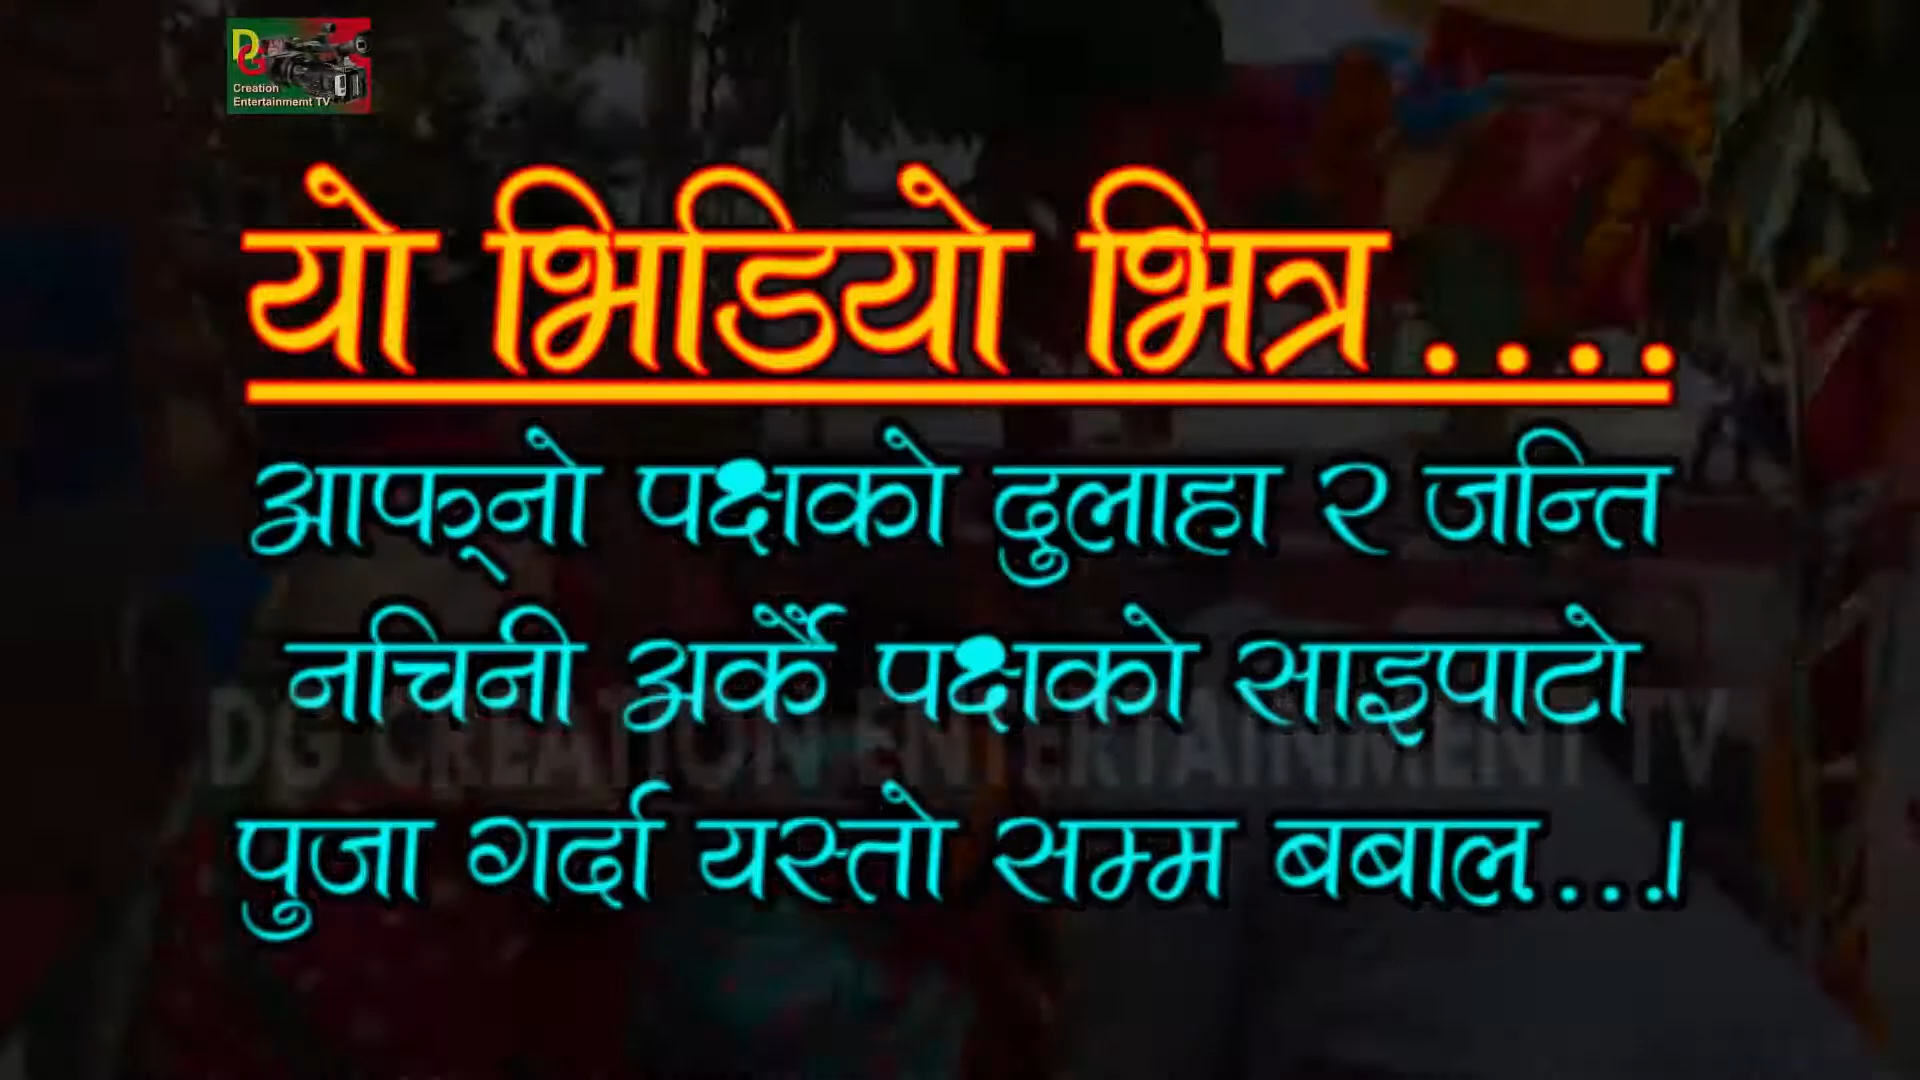 DG
Creation
Entertainmemt TV
यो भिडियो भित्र....
आफ्नो पक्षको दुलाहा र जन्ति
नचिनी अर्कै पक्षको साइपाटो
DG CREATION ENTERTAINMENT TV
पुजा गर्दा यस्तो सम्म बबाल...।